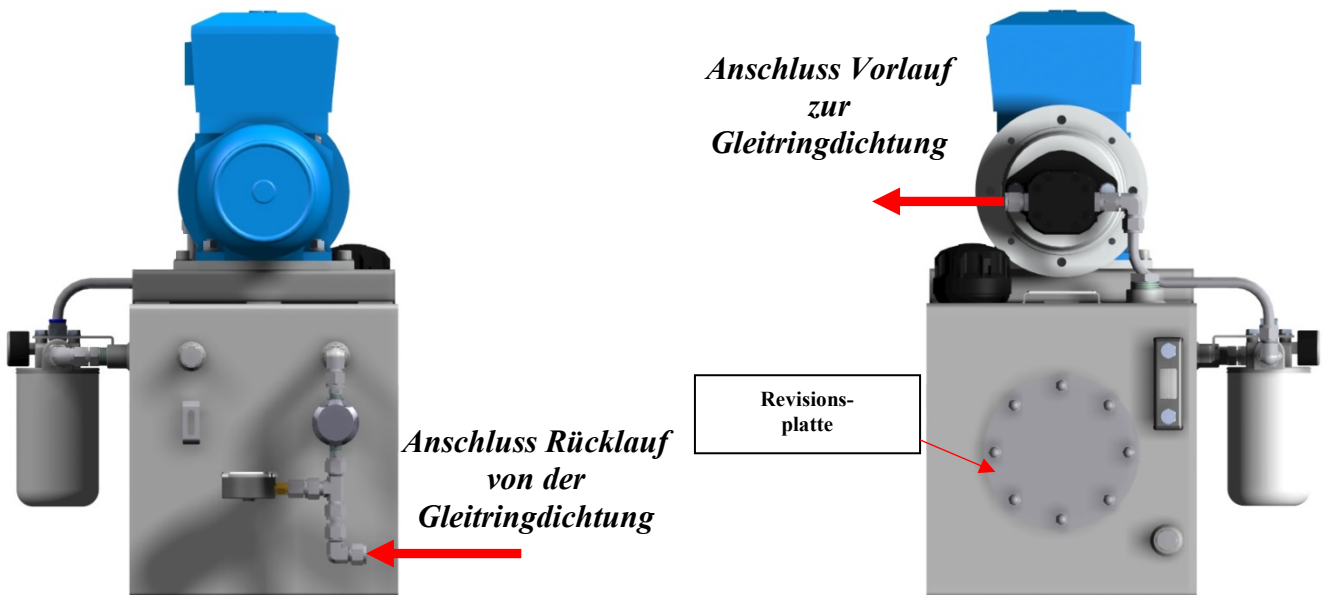 Anschluss Vorlauf
zur
Gleitringdichtung
Revisions-
platte
Anschluss Rücklauf
von der
Gleitringdichtung